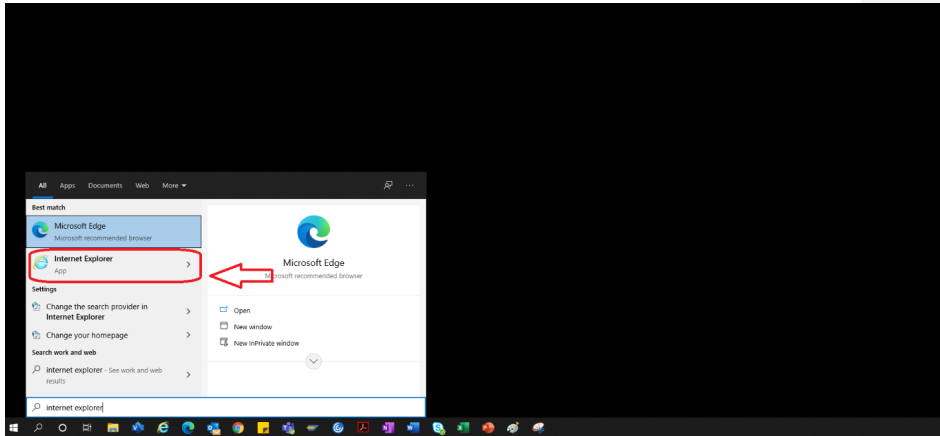 All Apps Documents Web More
Best match
Microsoft Edge
Microsoft recommended browser
Internet Explorer
App
Settings
Change the search provider in
Internet Explorer
Change your homepage
Search work and web
internet explorer - See work and web
results
internet explorer
Microsoft Edge
Microsoft recommended browser
Open
New window
New InPrivate window